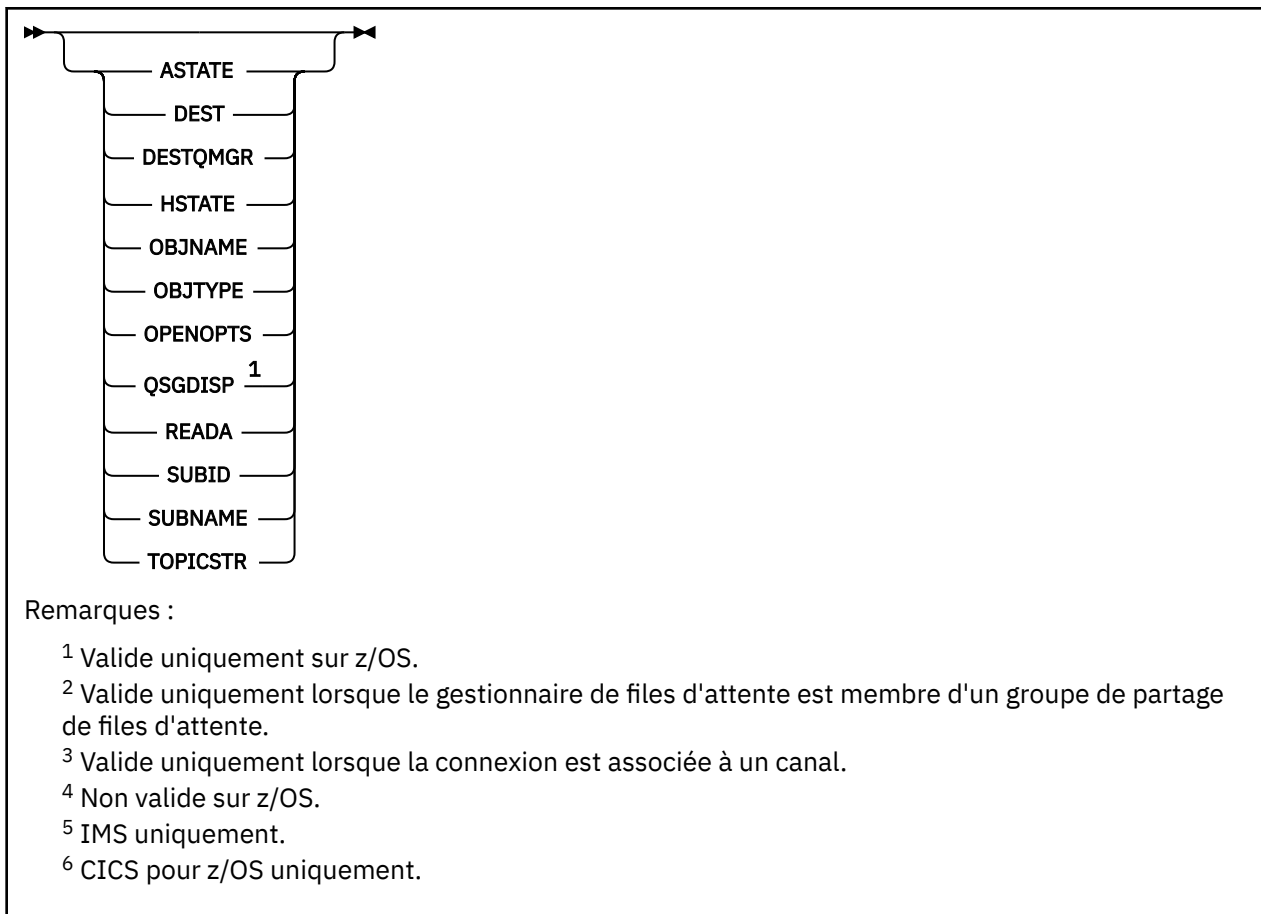 ASTATE
DEST
DESTQMGR
HSTATE
OBJNAME
OBJTYPE
OPENOPTS
QSGDISP 1
READA
SUBID
SUBNAME
TOPICSTR
Remarques :
1 Valide uniquement sur z/OS.
2 Valide uniquement lorsque le gestionnaire de files d'attente est membre d'un groupe de partage
de files d'attente.
3 Valide uniquement lorsque la connexion est associée à un canal.
4 Non valide sur z/OS.
5 IMS uniquement.
6 CICS pour z/OS uniquement.